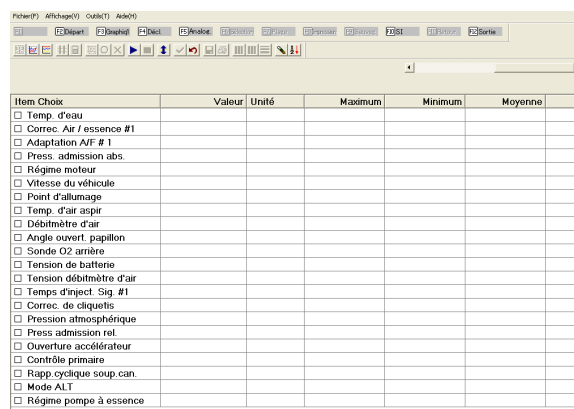 Fichier(F) Affichage(V) Outils(T) Aide(H)
F1 F2 Départ F3 Graphiq! F4 Décl. F5 Analog. F10 SI F12 Sortie
Item Choix Valeur Unité Maximum Minimum Moyenne
Temp. d'eau
Correc. Air / essence #1
Adaptation A/F # 1
Press. admission abs.
Régime moteur
Vitesse du véhicule
Point d'allumage
Temp. d'air aspir
Débitmètre d'air
Angle ouvert. papillon
Sonde O2 arrière
Tension de batterie
Tension débitmètre d'air
Temps d'inject. Sig. #1
Correc. de cliquetis
Pression atmosphérique
Press admission rel.
Ouverture accélérateur
Contrôle primaire
Rapp.cyclique soup.can.
Mode ALT
Régime pompe à essence